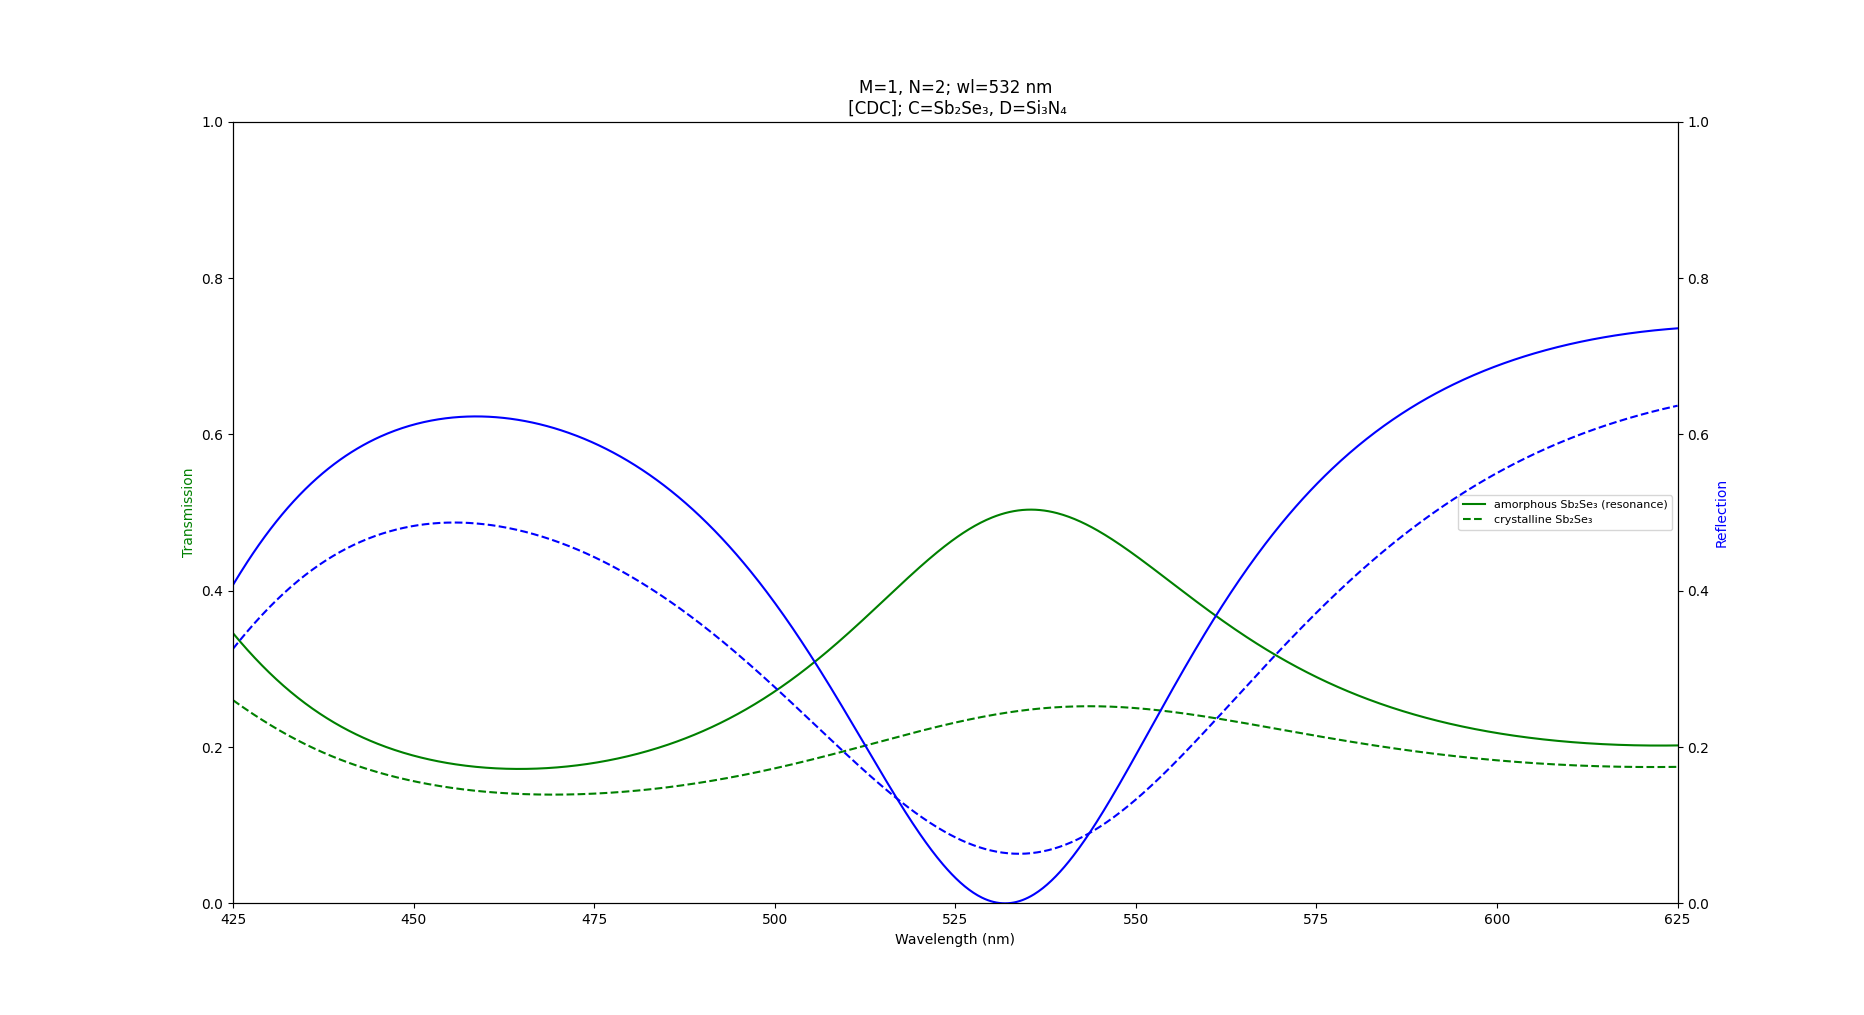 M=1, N=2; wl=532 nm
[CDC]; C=Sb₂Se₃, D=Si₃N₄
1.0
0.8
0.6
0.4
0.2
0.0
Transmission
1.0
0.8
0.6
0.4
0.2
0.0
Reflection
amorphous Sb₂Se₃ (resonance)
crystalline Sb₂Se₃
425 450 475 500 525 550 575 600 625
Wavelength (nm)